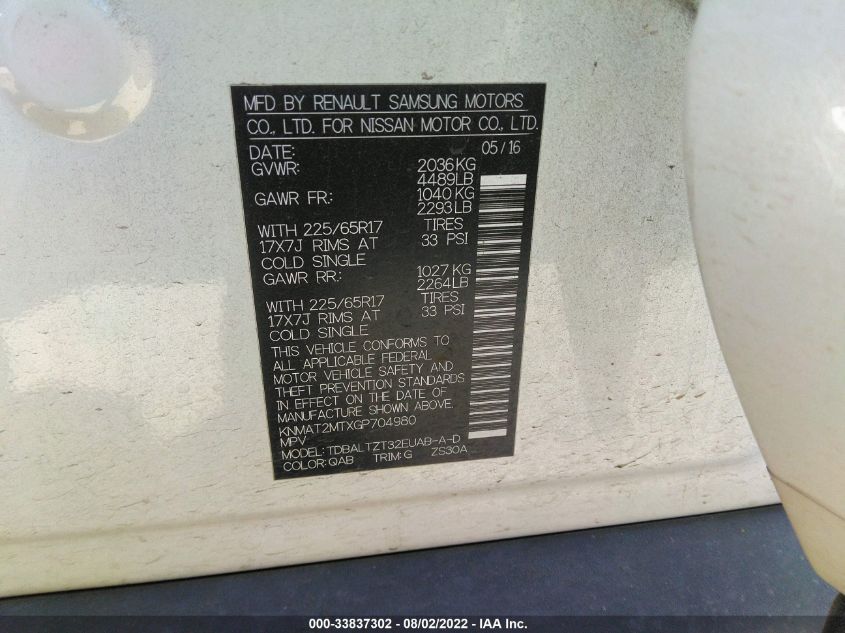 MFD BY RENAULT SAMSUNG MOTORS
CO., LTD. FOR NISSAN MOTOR CO., LTD.
DATE: 05/16
GVWR: 2036KG
4489LB
GAWR FR.: 1040KG
2293LB
WITH 225/65R17 TIRES
17X7J RIMS AT 33 PSI
COLD SINGLE
GAWR RR.: 1027KG
2264LB
WITH 225/65R17 TIRES
17X7J RIMS AT 33 PSI
COLD SINGLE
THIS VEHICLE CONFORMS TO
ALL APPLICABLE FEDERAL
MOTOR VEHICLE SAFETY AND
THEFT PREVENTION STANDARDS
IN EFFECT ON THE DATE OF
MANUFACTURE SHOWN ABOVE.
KNMAT2MTXGP704980
MPV
MODEL: TDBALTZT32EUAB-A-D
COLOR: QAB TRIM: G ZS30A
000-33837302 - 08/02/2022 - IAA Inc.